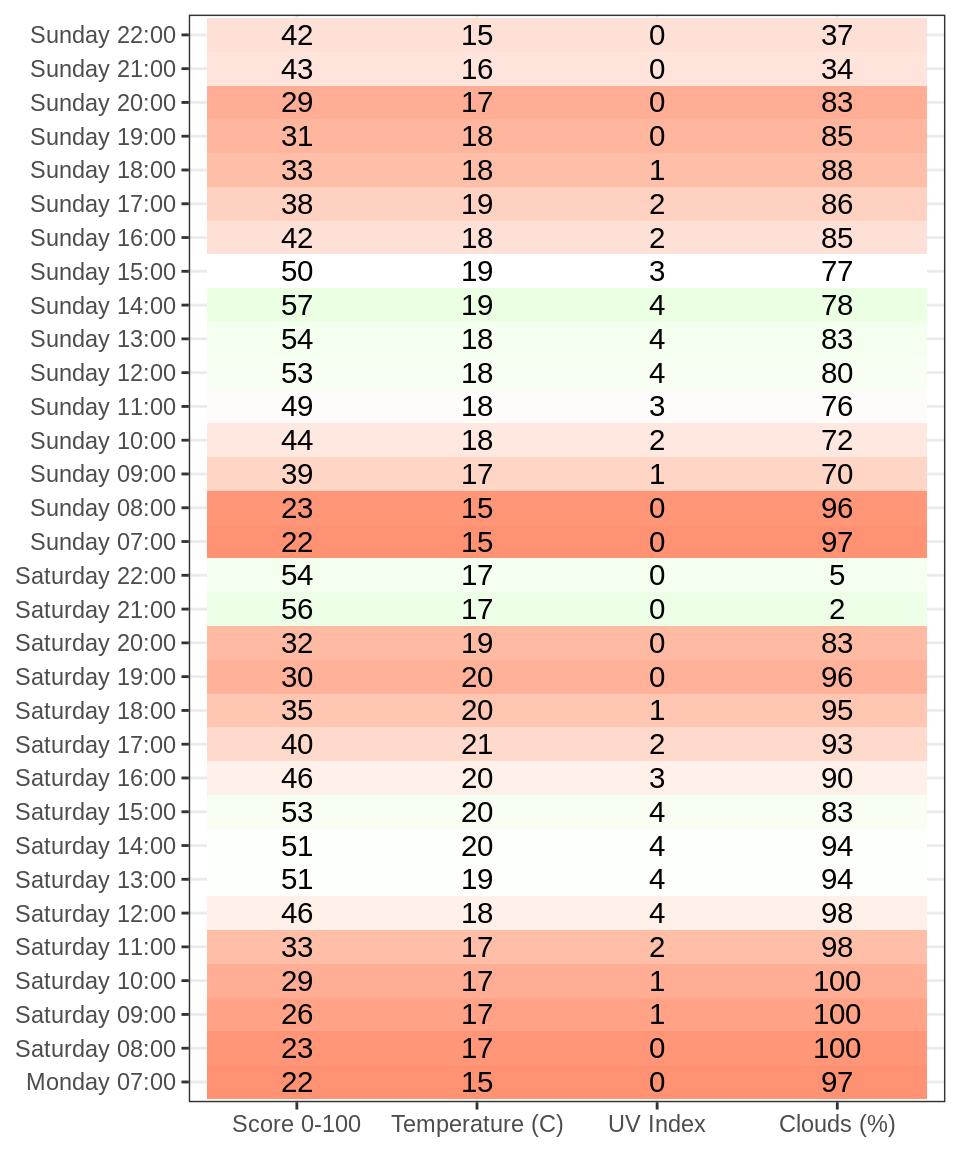 Sunday 22:00 42 15 0 37
Sunday 21:00 43 16 0 34
Sunday 20:00 29 17 0 83
Sunday 19:00 31 18 0 85
Sunday 18:00 33 18 1 88
Sunday 17:00 38 19 2 86
Sunday 16:00 42 18 2 85
Sunday 15:00 50 19 3 77
Sunday 14:00 57 19 4 78
Sunday 13:00 54 18 4 83
Sunday 12:00 53 18 4 80
Sunday 11:00 49 18 3 76
Sunday 10:00 44 18 2 72
Sunday 09:00 39 17 1 70
Sunday 08:00 23 15 0 96
Sunday 07:00 22 15 0 97
Saturday 22:00 54 17 0 5
Saturday 21:00 56 17 0 2
Saturday 20:00 32 19 0 83
Saturday 19:00 30 20 0 96
Saturday 18:00 35 20 1 95
Saturday 17:00 40 21 2 93
Saturday 16:00 46 20 3 90
Saturday 15:00 53 20 4 83
Saturday 14:00 51 20 4 94
Saturday 13:00 51 19 4 94
Saturday 12:00 46 18 4 98
Saturday 11:00 33 17 2 98
Saturday 10:00 29 17 1 100
Saturday 09:00 26 17 1 100
Saturday 08:00 23 17 0 100
Monday 07:00 22 15 0 97
Score 0-100 Temperature (C) UV Index Clouds (%)